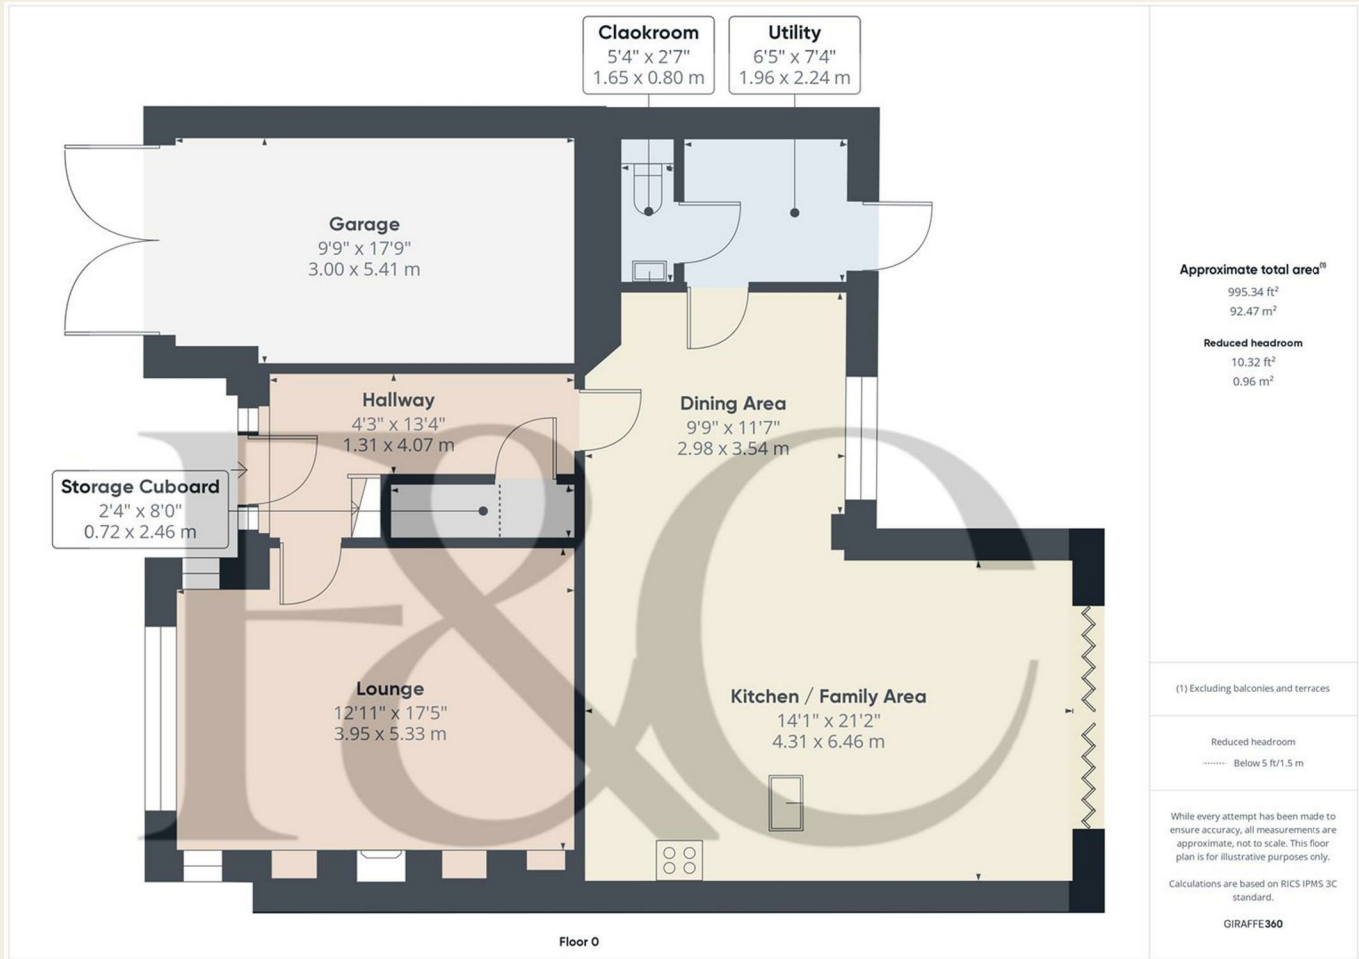 Claokroom
5'4" x 2'7"
1.65 x 0.80 m
Utility
6'5" x 7'4"
1.96 x 2.24 m
Garage
9'9" x 17'9"
3.00 x 5.41 m
Hallway
4'3" x 13'4"
1.31 x 4.07 m
Dining Area
9'9" x 11'7"
2.98 x 3.54 m
Storage Cuboard
2'4" x 8'0"
0.72 x 2.46 m
Lounge
12'11" x 17'5"
3.95 x 5.33 m
Kitchen / Family Area
14'1" x 21'2"
4.31 x 6.46 m
F&C
Floor 0
Approximate total area⁽¹⁾
995.34 ft²
92.47 m²
Reduced headroom
10.32 ft²
0.96 m²
(1) Excluding balconies and terraces
Reduced headroom
Below 5 ft/1.5 m
While every attempt has been made to
ensure accuracy, all measurements are
approximate, not to scale. This floor
plan is for illustrative purposes only.
Calculations are based on RICS IPMS 3C
standard.
GIRAFFE360